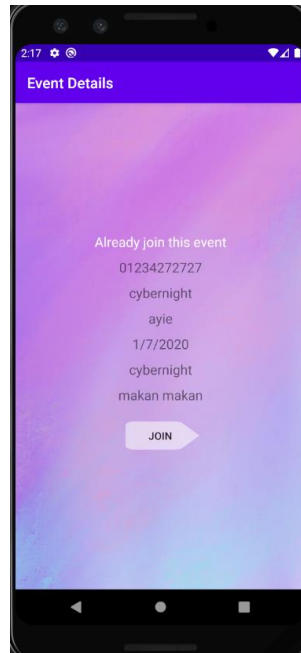 2:17
Event Details
Already join this event
01234272727
cybernight
ayie
1/7/2020
cybernight
makan makan
JOIN